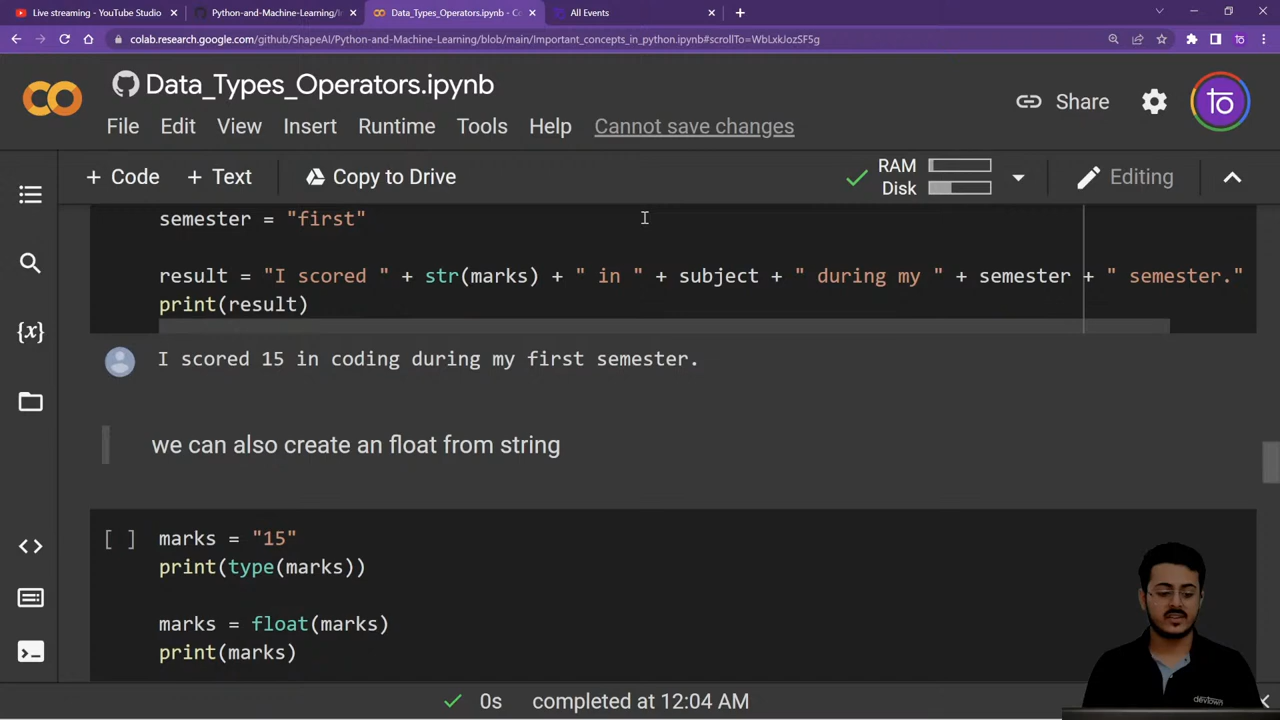 Live streaming - YouTube Studio
Python-and-Machine-Learning/I
Data_Types_Operators.ipynb - Co
All Events
colab.research.google.com/github/ShapeAI/Python-and-Machine-Learning/blob/main/Important_concepts_in_python.ipynb#scrollTo=WbLxkJozSF5g
Data_Types_Operators.ipynb
Share
File Edit View Insert Runtime Tools Help Cannot save changes
+ Code + Text Copy to Drive
RAM
Disk
Editing
semester = "first"
result = "I scored " + str(marks) + " in " + subject + " during my " + semester + " semester."
print(result)
I scored 15 in coding during my first semester.
we can also create an float from string
[ ] marks = "15"
print(type(marks))
marks = float(marks)
print(marks)
0s completed at 12:04 AM
devtown